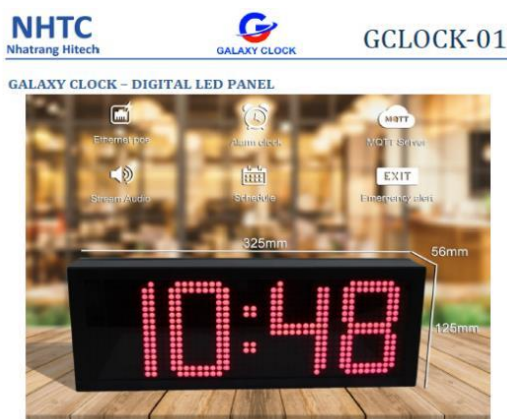 NHTC
Nhatrang Hitech
GALAXY CLOCK
GCLOCK-01
GALAXY CLOCK – DIGITAL LED PANEL
Ethernet poe
Alarm clock
MQTT
MQTT Server
Stream Audio
Schedule
EXIT
Emergency alert
325mm
56mm
125mm
10:48